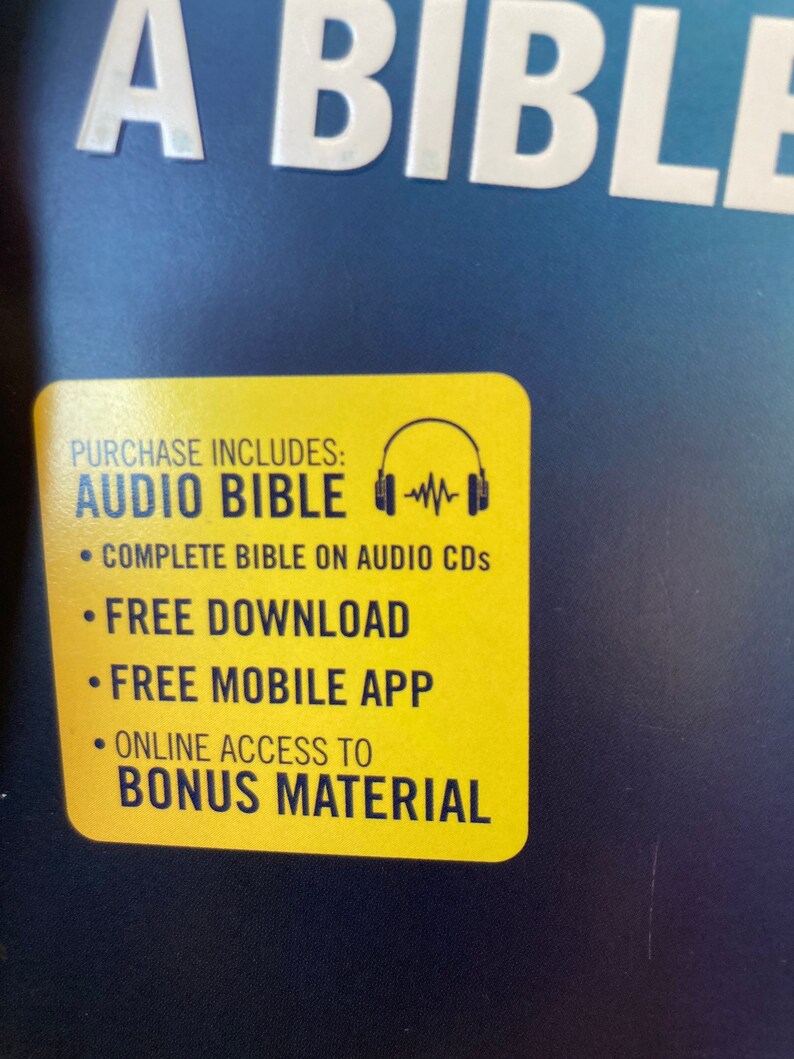 A BIBLE
PURCHASE INCLUDES:
AUDIO BIBLE
• COMPLETE BIBLE ON AUDIO CDs
• FREE DOWNLOAD
• FREE MOBILE APP
• ONLINE ACCESS TO
BONUS MATERIAL